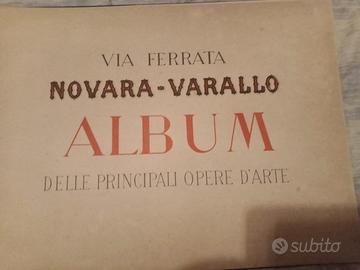 VIA FERRATA
NOVARA-VARALLO
ALBUM
DELLE PRINCIPALI OPERE D'ARTE
subito